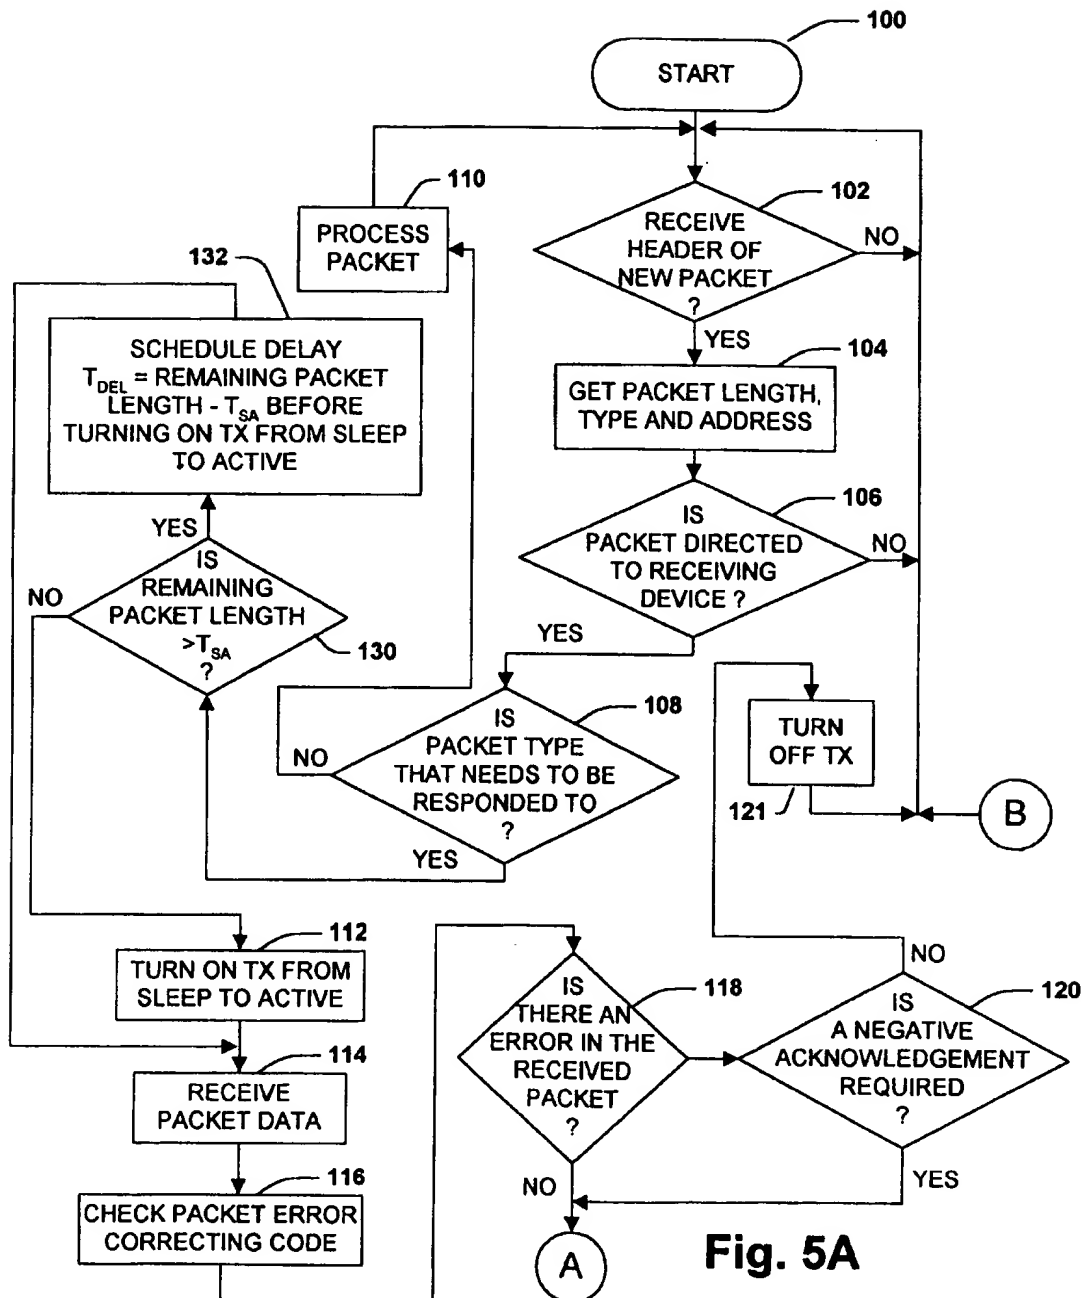 100
START
110
PROCESS
PACKET
102
RECEIVE
HEADER OF
NEW PACKET
?
NO
YES
132
SCHEDULE DELAY
T_DEL = REMAINING PACKET
LENGTH - T_SA BEFORE
TURNING ON TX FROM SLEEP
TO ACTIVE
104
GET PACKET LENGTH,
TYPE AND ADDRESS
106
IS
PACKET DIRECTED
TO RECEIVING
DEVICE ?
NO
YES
YES
IS
REMAINING
PACKET LENGTH
>T_SA
?
NO
130
108
IS
PACKET TYPE
THAT NEEDS TO BE
RESPONDED TO
?
NO
YES
TURN
OFF TX
121
B
112
TURN ON TX FROM
SLEEP TO ACTIVE
114
RECEIVE
PACKET DATA
116
CHECK PACKET ERROR
CORRECTING CODE
118
IS
THERE AN
ERROR IN THE
RECEIVED
PACKET
?
NO
NO
120
IS
A NEGATIVE
ACKNOWLEDGEMENT
REQUIRED
?
YES
A
Fig. 5A